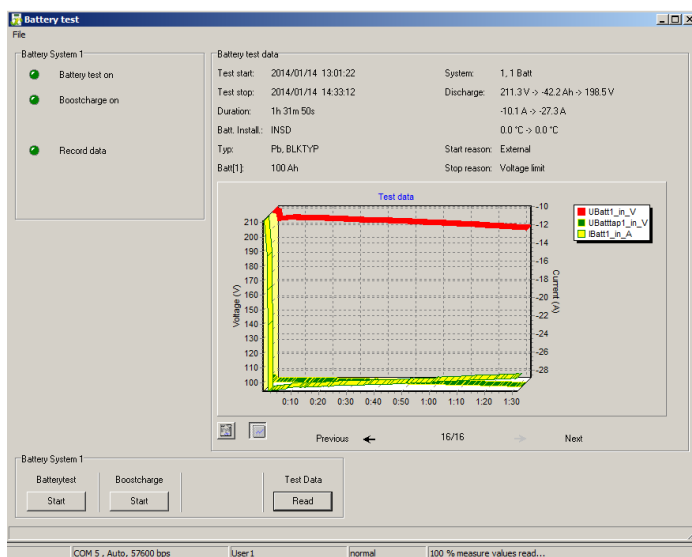 Battery test
File
Battery System 1
Battery test on
Boostcharge on
Record data
Battery test data
Test start: 2014/01/14 13:01:22 System: 1, 1 Batt
Test stop: 2014/01/14 14:33:12 Discharge: 211.3 V -> -42.2 Ah -> 198.5 V
Duration: 1h 31m 50s -10.1 A -> -27.3 A
Batt. Install.: INSD 0.0 °C -> 0.0 °C
Typ: Pb, BLKTYP Start reason: External
Batt[1]: 100 Ah Stop reason: Voltage limit
Test data
210
200
190
180
170
160
150
140
130
120
110
100
Voltage (V)
-10
-12
-14
-16
-18
-20
-22
-24
-26
-28
Current (A)
0:10 0:20 0:30 0:40 0:50 1:00 1:10 1:20 1:30
UBatt1_in_V
UBatttap1_in_V
IBatt1_in_A
Previous 16/16 Next
Battery System 1
Batterytest Boostcharge Test Data
Start Start Read
COM 5 , Auto, 57600 bps User1 normal 100 % measure values read...